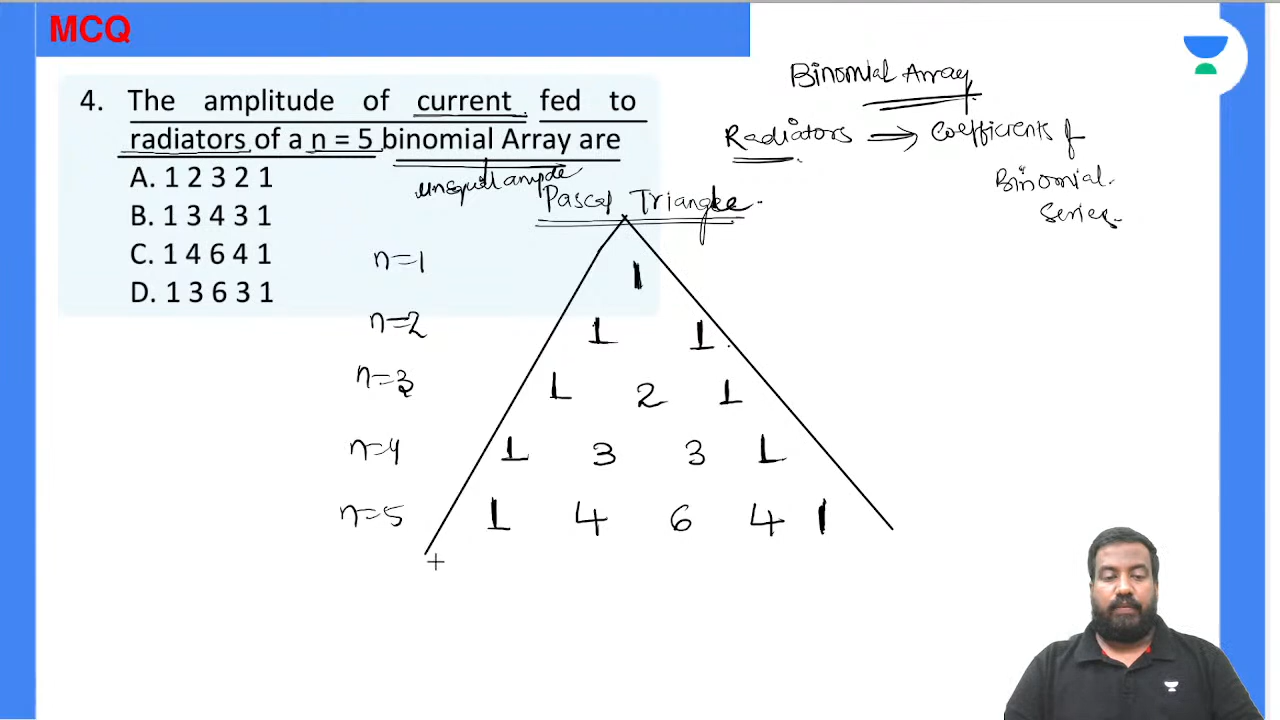 MCQ
4. The amplitude of current fed to
radiators of a n = 5 binomial Array are
A. 1 2 3 2 1
B. 1 3 4 3 1
C. 1 4 6 4 1
D. 1 3 6 3 1
Binomial Array
Radiators ⇒ Coefficients of
Binomial
Series
Pascal Triangle
n=1 1
n=2 1 1
n=3 1 2 1
n=4 1 3 3 1
n=5 1 4 6 4 1
+